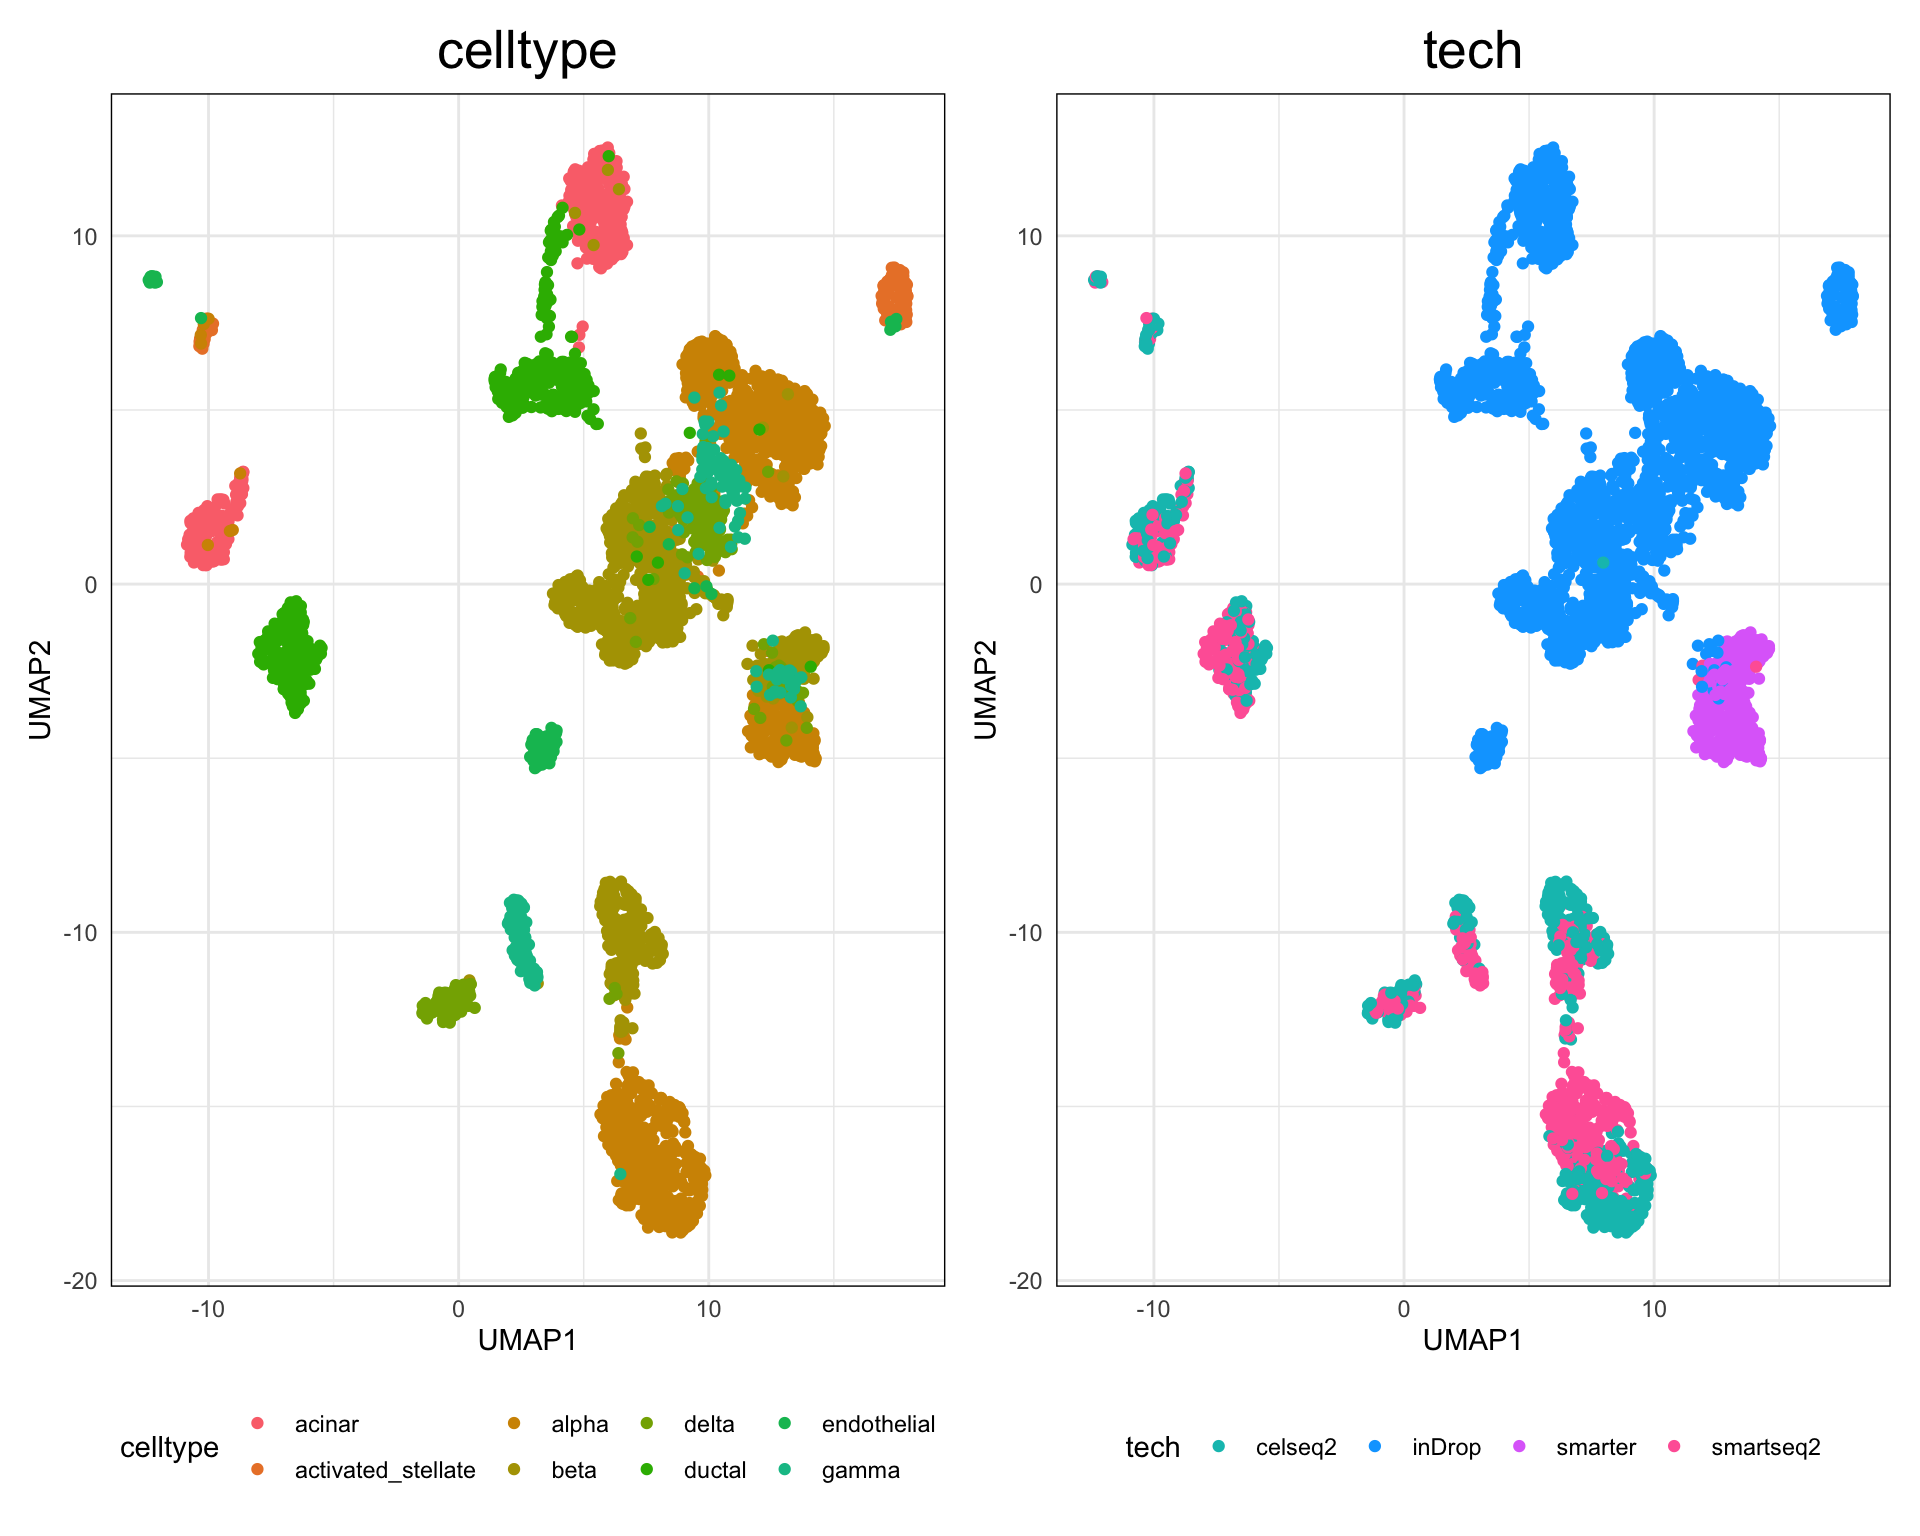 celltype
tech
10
0
-10
-20
UMAP2
-10
0
10
UMAP1
10
0
-10
-20
UMAP2
-10
0
10
UMAP1
celltype
acinar
alpha
delta
endothelial
activated_stellate
beta
ductal
gamma
tech
celseq2
inDrop
smarter
smartseq2